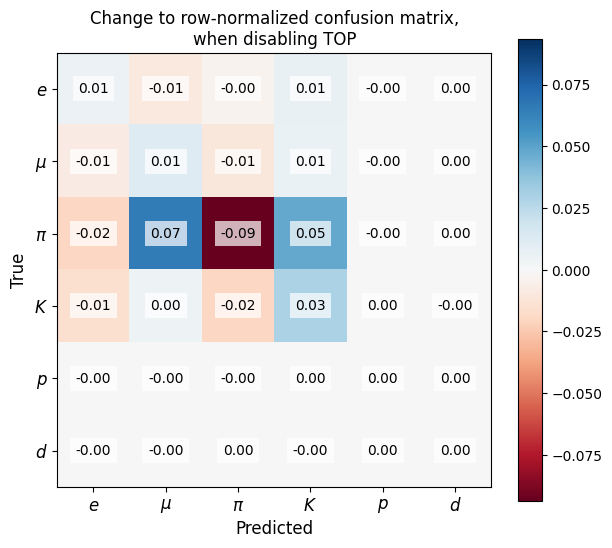 Change to row-normalized confusion matrix,
when disabling TOP
e 0.01 -0.01 -0.00 0.01 -0.00 0.00
μ -0.01 0.01 -0.01 0.01 -0.00 0.00
π -0.02 0.07 -0.09 0.05 -0.00 0.00
K -0.01 0.00 -0.02 0.03 0.00 -0.00
p -0.00 -0.00 -0.00 0.00 0.00 0.00
d -0.00 -0.00 0.00 -0.00 0.00 0.00
e μ π K p d
True
Predicted
0.075
0.050
0.025
0.000
-0.025
-0.050
-0.075